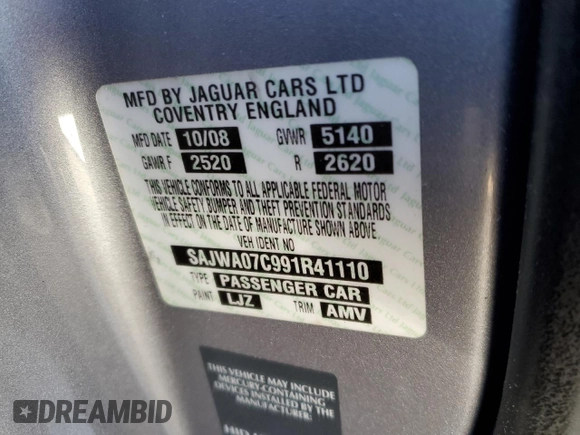 MFD BY JAGUAR CARS LTD
COVENTRY ENGLAND
MFD DATE 10/08 GVWR 5140
GAWR F 2520 R 2620
THIS VEHICLE CONFORMS TO ALL APPLICABLE FEDERAL MOTOR
VEHICLE SAFETY BUMPER AND THEFT PREVENTION STANDARDS
IN EFFECT ON THE DATE OF MANUFACTURE SHOWN ABOVE.
VEH IDENT NO
SAJWA07C991R41110
TYPE PASSENGER CAR
PAINT LJZ TRIM AMV
THIS VEHICLE MAY INCLUDE
MERCURY-CONTAINING
DEVICES INSTALLED BY THE
MANUFACTURER:
DREAMBID